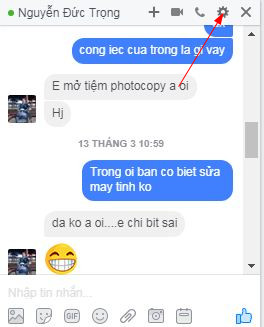 Nguyễn Đức Trọng
cong iec cua trong la gi vay
E mở tiệm photocopy a oi
Hj
13 THÁNG 3 10:59
Trong oi ban co biet sửa
may tinh ko
da ko a oi....e chi bit sai
Nhập tin nhắn...
GIF